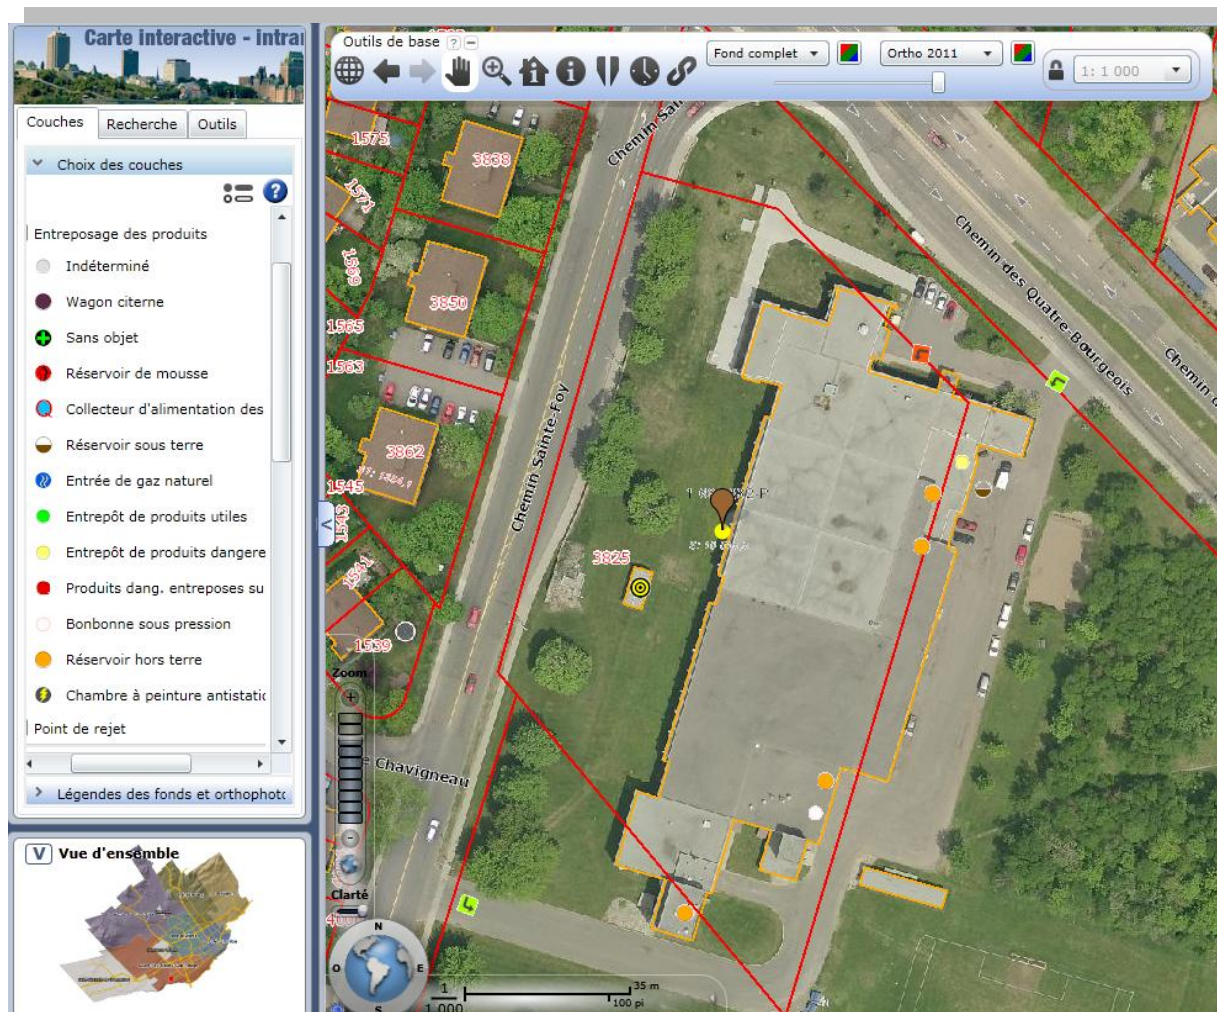 Carte interactive - intra
Couches
Recherche
Outils
Choix des couches
?
Entreposage des produits
Indéterminé
Wagon citerne
Sans objet
Réservoir de mousse
Collecteur d'alimentation des
Réservoir sous terre
Entrée de gaz naturel
Entrepôt de produits utiles
Entrepôt de produits dangere
Produits dang. entreposes su
Bonbonne sous pression
Réservoir hors terre
Chambre à peinture antistatic
Point de rejet
Légendes des fonds et orthophoto
V Vue d'ensemble
Outils de base ?
Fond complet
Ortho 2011
1: 1 000
1575
3838
1571
1569
3850
1565
1563
3862
1545
1543
1541
1539
3825
Chemin Sainte-Foy
Chemin des Quatre-Bourgeois
Chavigneau
<
Zoom
+
-
Clarté
N
O
E
S
1
1 000
35 m
100 pi